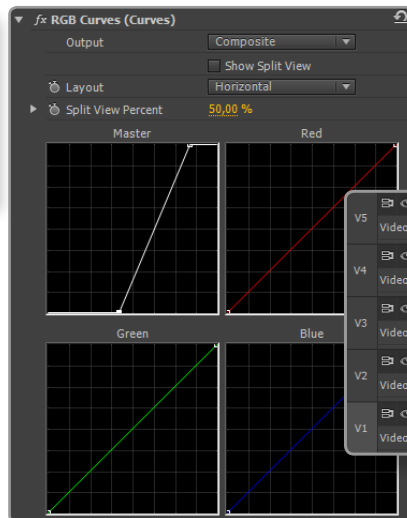 fx RGB Curves (Curves)
Output Composite
Show Split View
Layout Horizontal
Split View Percent 50,00 %
Master Red
V5
Video
V4
Video
V3
Video
Green Blue
V2
Video
V1
Video